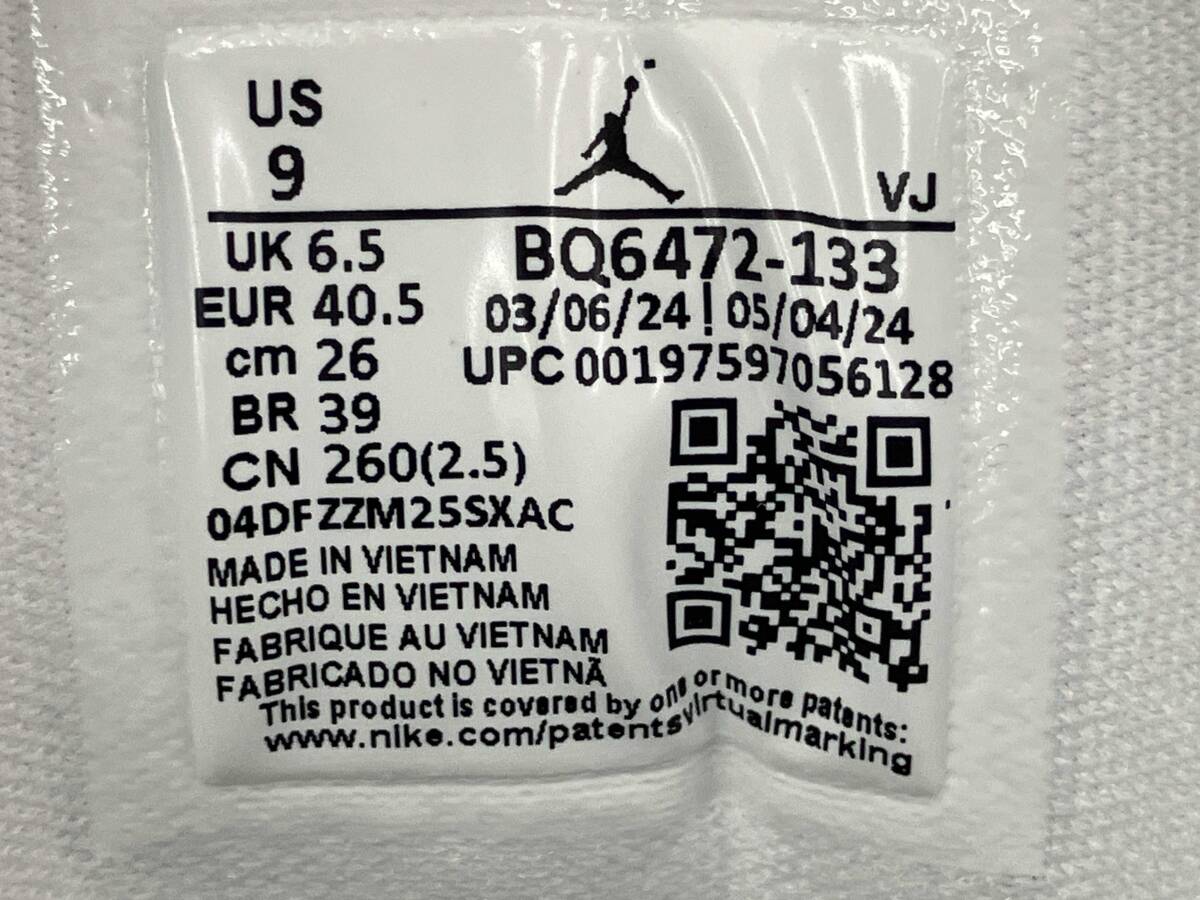 US
9
VJ
UK 6.5
EUR 40.5
cm 26
BR 39
CN 260(2.5)
BQ6472-133
03/06/24 | 05/04/24
UPC 00197597056128
04DFZZM25SXAC
MADE IN VIETNAM
HECHO EN VIETNAM
FABRIQUE AU VIETNAM
FABRICADO NO VIETNÃ
This product is covered by one or more patents:
www.nike.com/patentsvirtualmarking